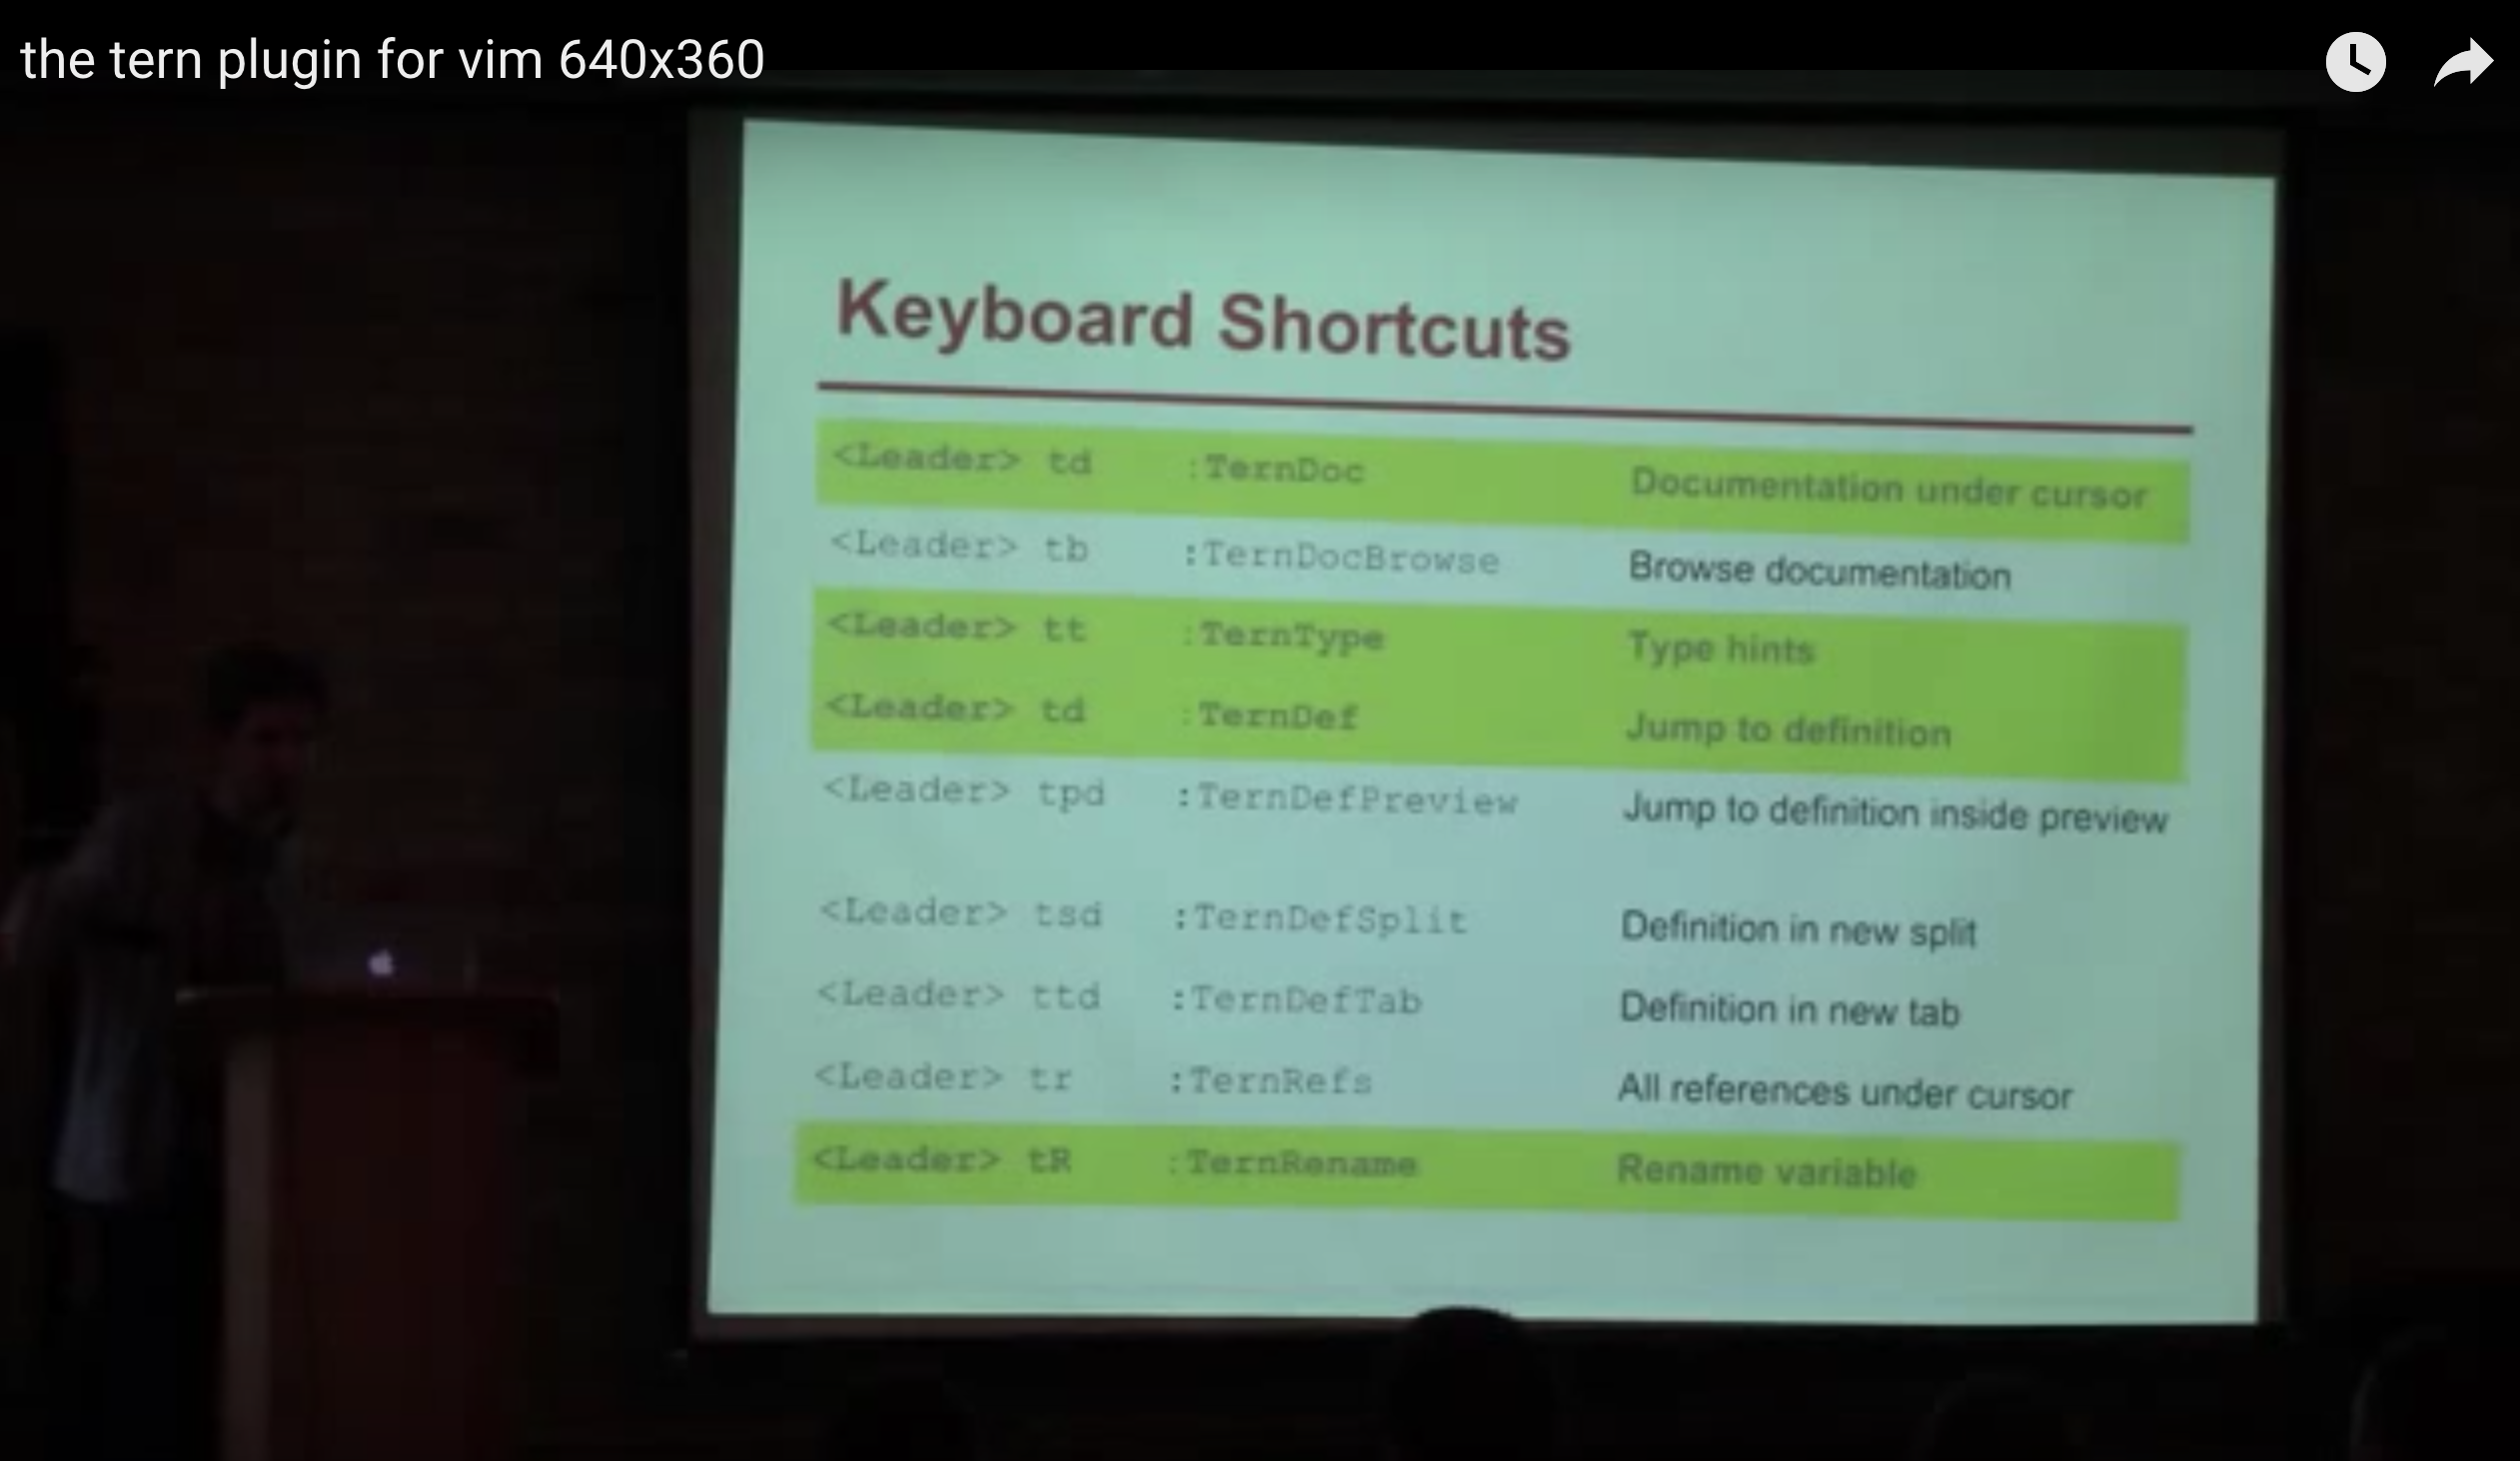 the tern plugin for vim 640x360
Keyboard Shortcuts
<Leader> td :TernDoc Documentation under cursor
<Leader> tb :TernDocBrowse Browse documentation
<Leader> tt :TernType Type hints
<Leader> td :TernDef Jump to definition
<Leader> tpd :TernDefPreview Jump to definition inside preview
<Leader> tsd :TernDefSplit Definition in new split
<Leader> ttd :TernDefTab Definition in new tab
<Leader> tr :TernRefs All references under cursor
<Leader> tR :TernRename Rename variable